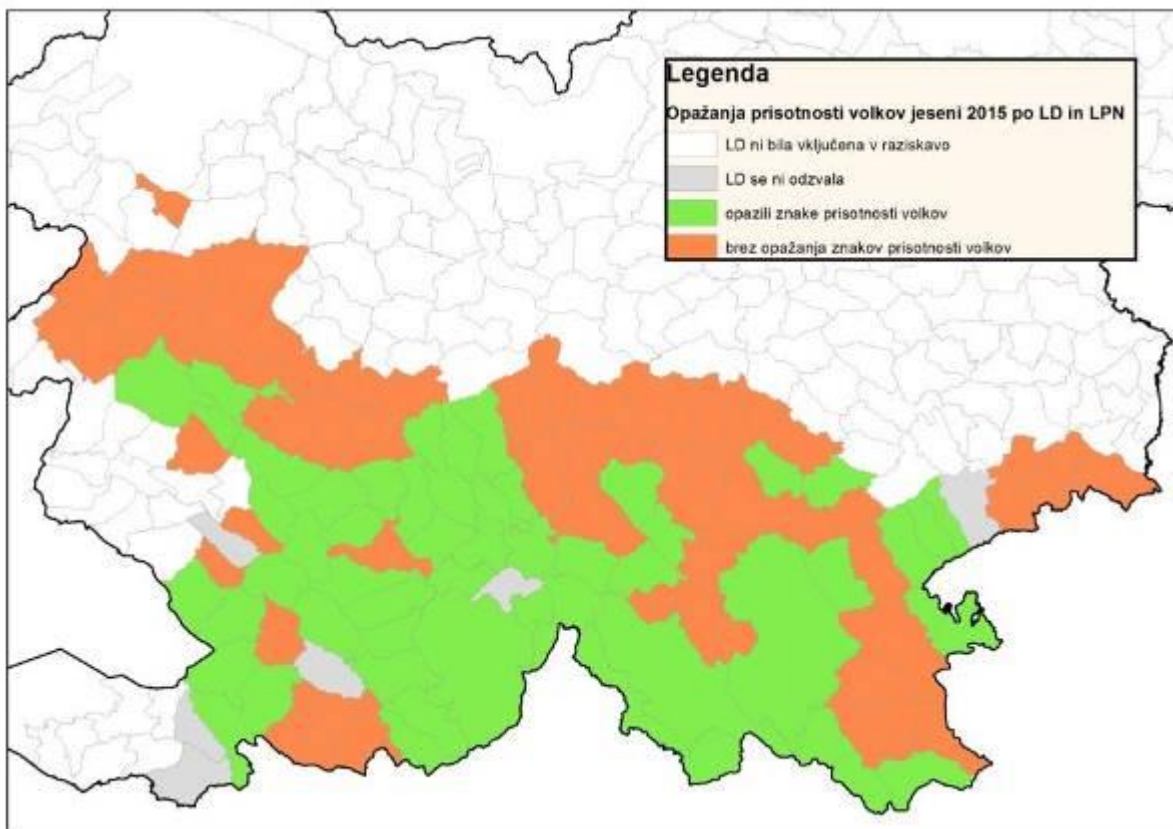 Legenda
Opažanja prisotnosti volkov jeseni 2015 po LD in LPN
LD ni bila vključena v raziskavo
LD se ni odzvala
opazili znake prisotnosti volkov
brez opažanja znakov prisotnosti volkov